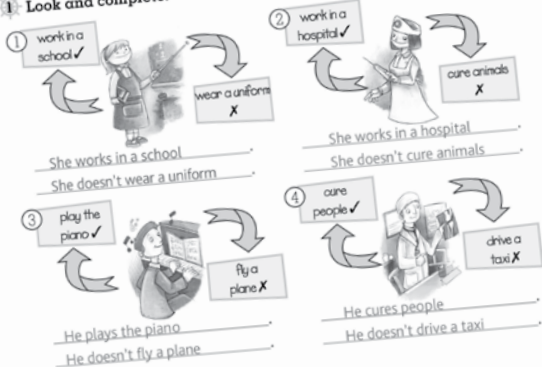 1 Look and complete.
1 work in a
school ✓
wear a uniform
✗
She works in a school.
She doesn't wear a uniform.
2 work in a
hospital ✓
cure animals
✗
She works in a hospital.
She doesn't cure animals.
3 play the
piano ✓
fly a
plane ✗
He plays the piano.
He doesn't fly a plane.
4 cure
people ✓
drive a
taxi ✗
He cures people.
He doesn't drive a taxi.